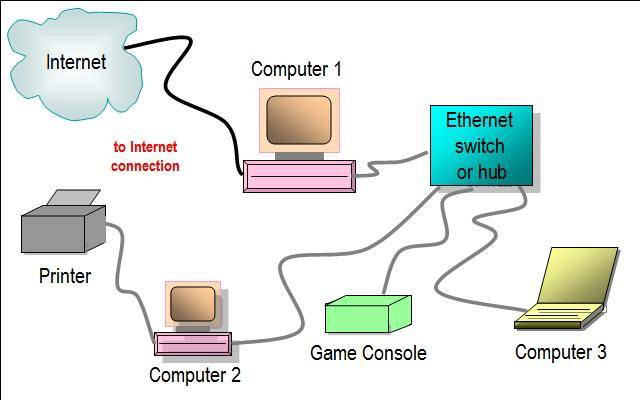 Internet
Computer 1
Ethernet
switch
or hub
to Internet
connection
Printer
Computer 2
Game Console
Computer 3